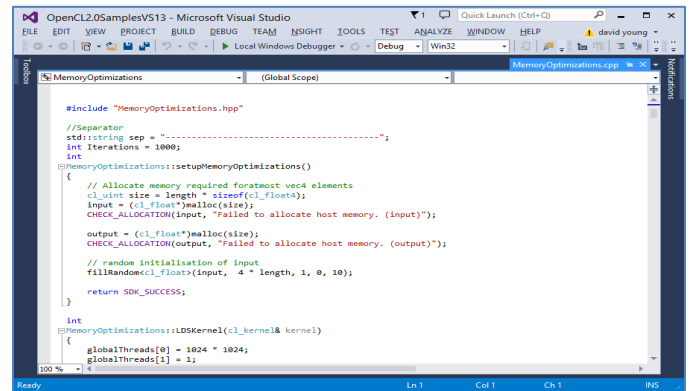 OpenCL2.0SamplesVS13 - Microsoft Visual Studio
1
Quick Launch (Ctrl+Q)
FILE EDIT VIEW PROJECT BUILD DEBUG TEAM NSIGHT TOOLS TEST ANALYZE WINDOW HELP david young
Local Windows Debugger Debug Win32
Toolbox
MemoryOptimizations.cpp
Notifications
MemoryOptimizations (Global Scope)
#include "MemoryOptimizations.hpp"
//Separator
std::string sep = "-----------------------------------------";
int Iterations = 1000;
int
MemoryOptimizations::setupMemoryOptimizations()
{
// Allocate memory required foratmost vec4 elements
cl_uint size = length * sizeof(cl_float4);
input = (cl_float*)malloc(size);
CHECK_ALLOCATION(input, "Failed to allocate host memory. (input)");
output = (cl_float*)malloc(size);
CHECK_ALLOCATION(output, "Failed to allocate host memory. (output)");
// random initialisation of input
fillRandom<cl_float>(input,  4 * length, 1, 0, 10);
return SDK_SUCCESS;
}
int
MemoryOptimizations::LDSKernel(cl_kernel& kernel)
{
globalThreads[0] = 1024 * 1024;
globalThreads[1] = 1;
100 %
Ready Ln 1 Col 1 Ch 1 INS